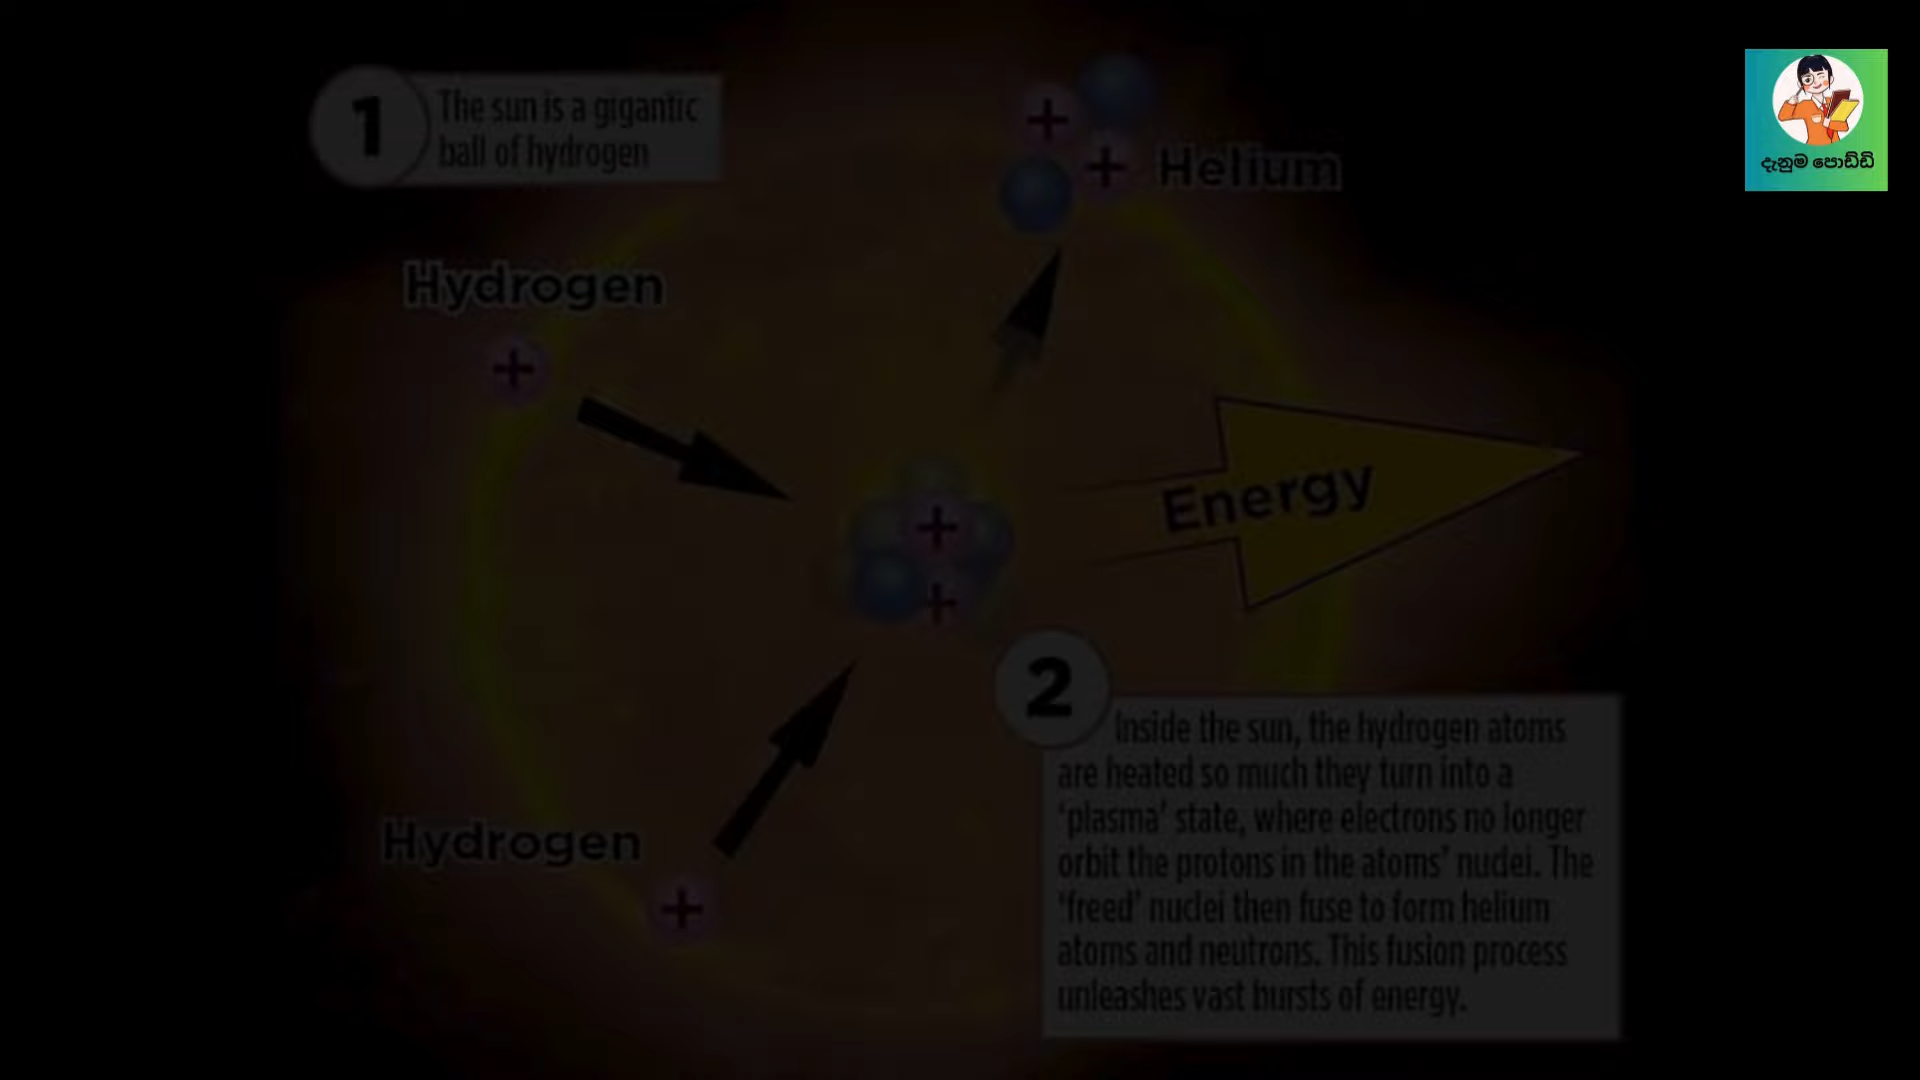 1
The sun is a gigantic
ball of hydrogen
+
+
Helium
දැනුම පොඩ්ඩි
Hydrogen
+
Energy
+
+
2
Inside the sun, the hydrogen atoms
are heated so much they turn into a
‘plasma’ state, where electrons no longer
orbit the protons in the atoms’ nuclei. The
‘freed’ nuclei then fuse to form helium
atoms and neutrons. This fusion process
unleashes vast bursts of energy.
Hydrogen
+